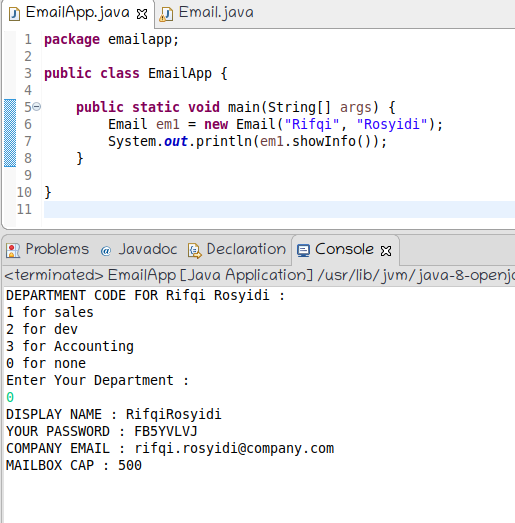 EmailApp.java Email.java
1 package emailapp;
2
3 public class EmailApp {
4
5 public static void main(String[] args) {
6 Email em1 = new Email("Rifqi", "Rosyidi");
7 System.out.println(em1.showInfo());
8 }
9
10 }
11
Problems @ Javadoc Declaration Console
<terminated> EmailApp [Java Application] /usr/lib/jvm/java-8-openj
DEPARTMENT CODE FOR Rifqi Rosyidi :
1 for sales
2 for dev
3 for Accounting
0 for none
Enter Your Department :
0
DISPLAY NAME : RifqiRosyidi
YOUR PASSWORD : FB5YVLVJ
COMPANY EMAIL : rifqi.rosyidi@company.com
MAILBOX CAP : 500